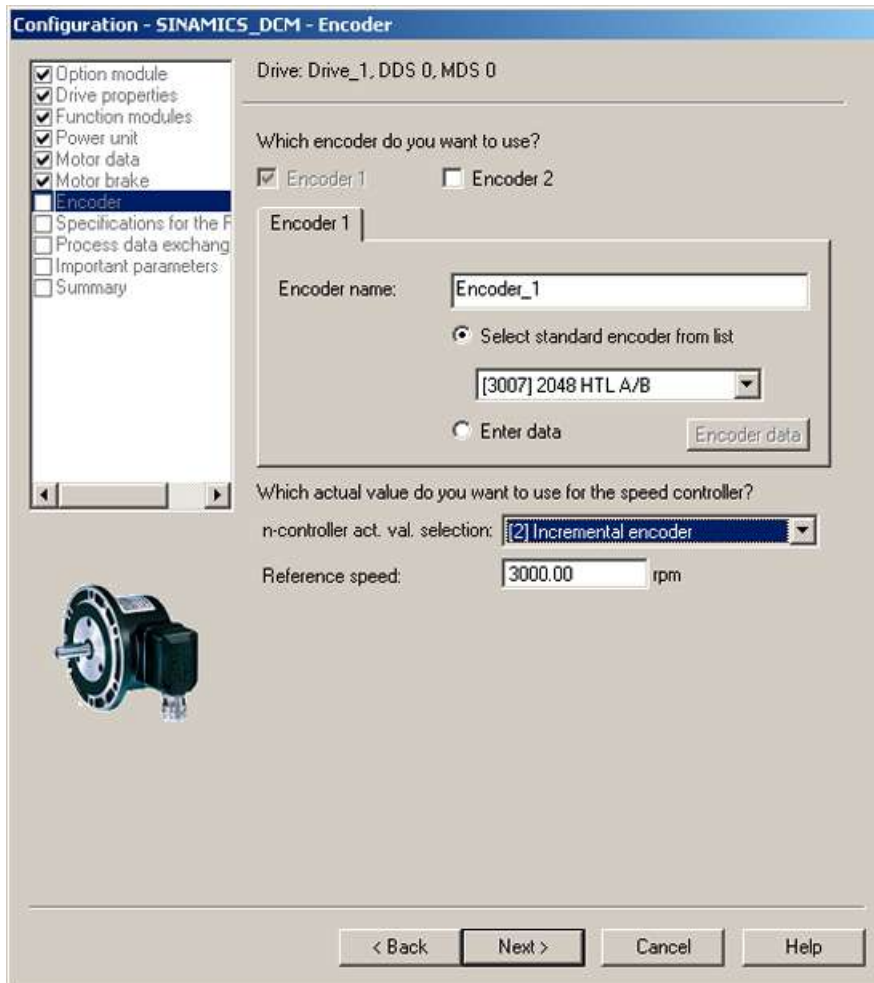 Configuration - SINAMICS_DCM - Encoder
Option module
Drive properties
Function modules
Power unit
Motor data
Motor brake
Encoder
Specifications for the F
Process data exchang
Important parameters
Summary
Drive: Drive_1, DDS 0, MDS 0
Which encoder do you want to use?
Encoder 1 Encoder 2
Encoder 1
Encoder name: Encoder_1
Select standard encoder from list
[3007] 2048 HTL A/B
Enter data Encoder data
Which actual value do you want to use for the speed controller?
n-controller act. val. selection: [2] Incremental encoder
Reference speed: 3000.00 rpm
< Back Next > Cancel Help